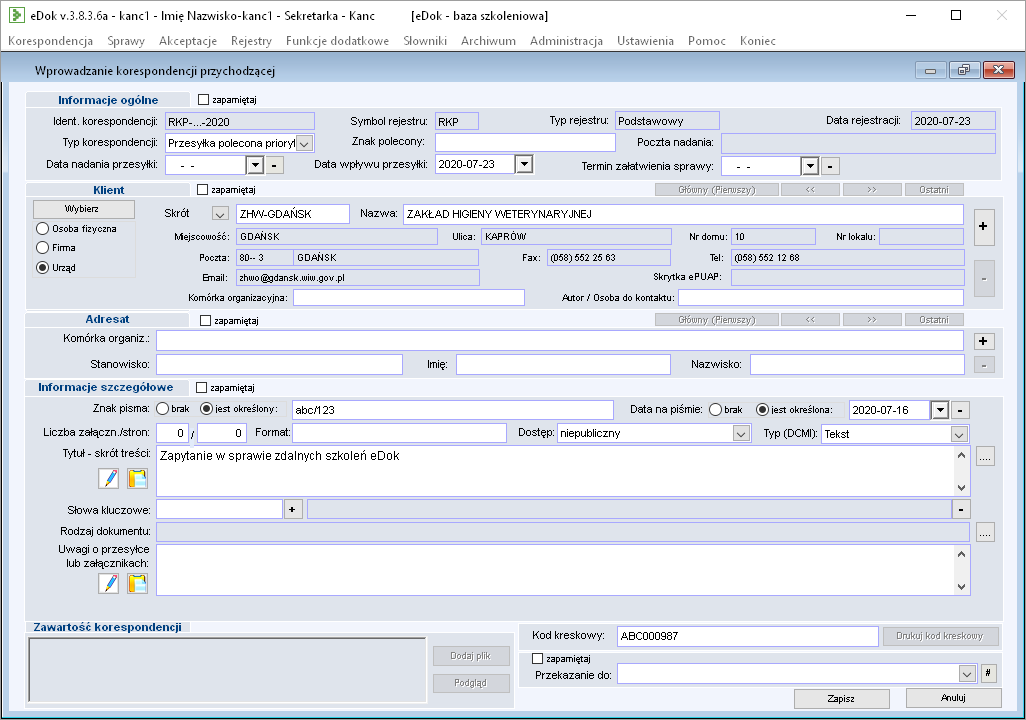 eDok v.3.8.3.6a - kanc1 - Imię Nazwisko-kanc1 - Sekretarka - Kanc [eDok - baza szkoleniowa]
Korespondencja Sprawy Akceptacje Rejestry Funkcje dodatkowe Słowniki Archiwum Administracja Ustawienia Pomoc Koniec
Wprowadzanie korespondencji przychodzącej
Informacje ogólne zapamiętaj
Ident. korespondencji: RKP-...-2020 Symbol rejestru: RKP Typ rejestru: Podstawowy Data rejestracji: 2020-07-23
Typ korespondencji: Przesyłka polecona prioryt Znak polecony: Poczta nadania:
Data nadania przesyłki: - - - Data wpływu przesyłki: 2020-07-23 Termin załatwienia sprawy: - - -
Klient zapamiętaj Główny (Pierwszy) << >> Ostatni
Wybierz Skrót ZHW-GDAŃSK Nazwa: ZAKŁAD HIGIENY WETERYNARYJNEJ +
Osoba fizyczna Miejscowość: GDAŃSK Ulica: KAPRÓW Nr domu: 10 Nr lokalu:
Firma Poczta: 80-- 3 GDAŃSK Fax: (058) 552 25 63 Tel: (058) 552 12 68
Urząd Email: zhwo@gdansk.wiw.gov.pl Skrytka ePUAP: -
Komórka organizacyjna: Autor / Osoba do kontaktu:
Adresat zapamiętaj Główny (Pierwszy) << >> Ostatni
Komórka organiz.: +
Stanowisko: Imię: Nazwisko: -
Informacje szczegółowe zapamiętaj
Znak pisma: brak jest określony: abc/123 Data na piśmie: brak jest określona: 2020-07-16 -
Liczba załączn./stron: 0 / 0 Format: Dostęp: niepubliczny Typ (DCMI): Tekst
Tytuł - skrót treści: Zapytanie w sprawie zdalnych szkoleń eDok ....
Słowa kluczowe: + -
Rodzaj dokumentu: ....
Uwagi o przesyłce
lub załącznikach:
Zawartość korespondencji
Kod kreskowy: ABC000987 Drukuj kod kreskowy
Dodaj plik
Podgląd
zapamiętaj
Przekazanie do: #
Zapisz Anuluj